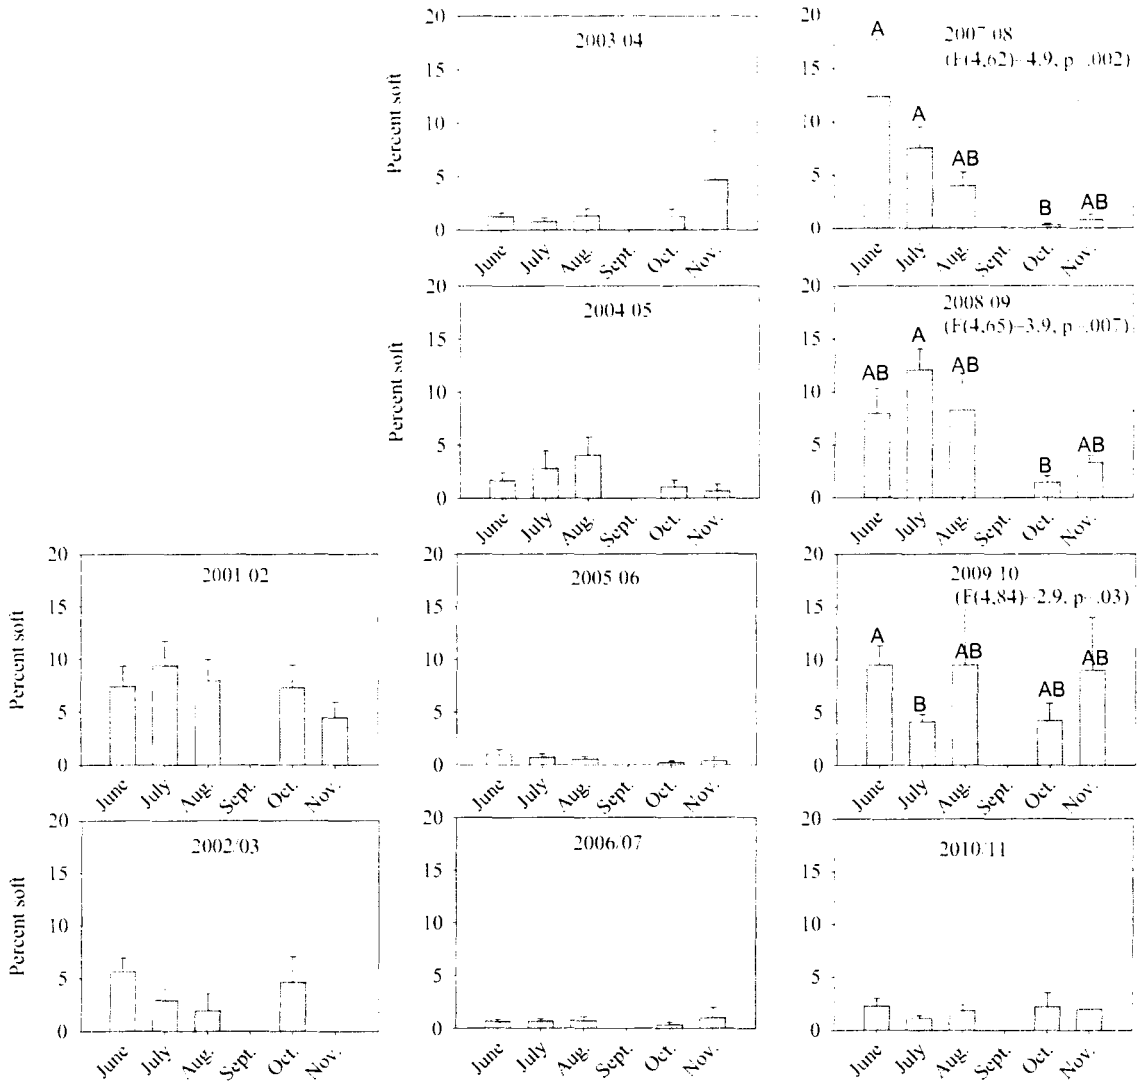 20
15
10
5
0
Percent soft
2003 04
June July Aug. Sept. Oct. Nov.
20
15
10
5
0
A
A
AB
B
AB
2007 08
(F(4,62) 4.9, p .002)
June July Aug. Sept. Oct. Nov.
20
15
10
5
0
Percent soft
2004 05
June July Aug. Sept. Oct. Nov.
20
15
10
5
0
AB
A
AB
B
AB
2008 09
(F(4,65) 3.9, p .007)
June July Aug. Sept. Oct. Nov.
20
15
10
5
0
Percent soft
2001 02
June July Aug. Sept. Oct. Nov.
20
15
10
5
0
2005 06
June July Aug. Sept. Oct. Nov.
20
15
10
5
0
A
B
AB
AB
AB
2009 10
(F(4,84) 2.9, p .03)
June July Aug. Sept. Oct. Nov.
20
15
10
5
0
Percent soft
2002/03
June July Aug. Sept. Oct. Nov.
20
15
10
5
0
2006/07
June July Aug. Sept. Oct. Nov.
20
15
10
5
0
2010/11
June July Aug. Sept. Oct. Nov.